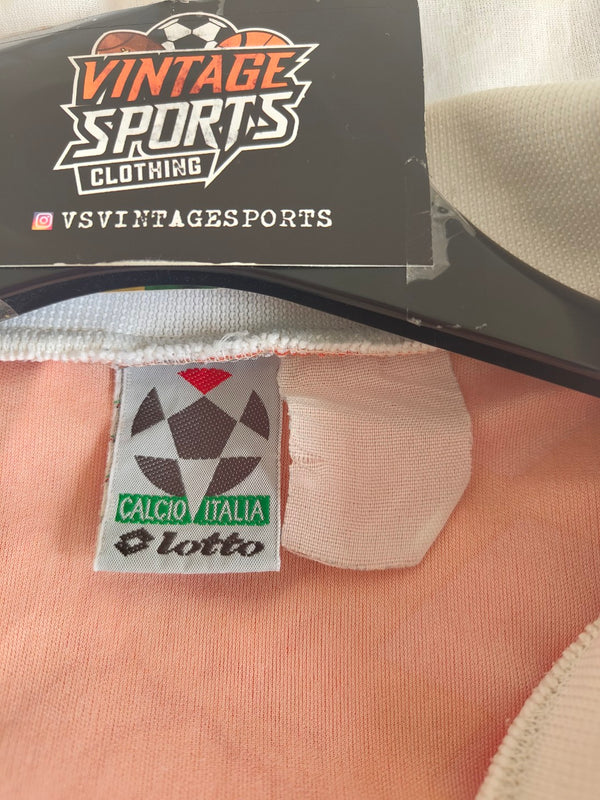 VINTAGE
SPORTS
CLOTHING
VSVINTAGESPORTS
CALCIO ITALIA
lotto